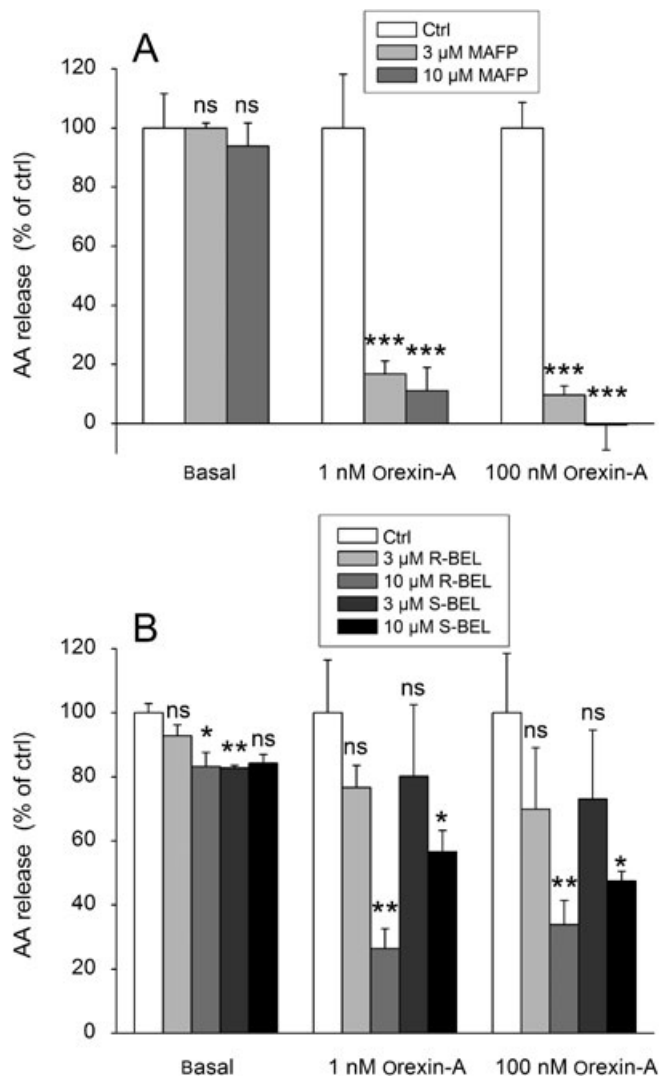 A
Ctrl
3 µM MAFP
10 µM MAFP
AA release (% of ctrl)
120
100
80
60
40
20
0
ns ns
*** ***
*** ***
Basal 1 nM Orexin-A 100 nM Orexin-A
B
Ctrl
3 µM R-BEL
10 µM R-BEL
3 µM S-BEL
10 µM S-BEL
AA release (% of ctrl)
120
100
80
60
40
20
0
ns * ** ns
ns ** ns *
ns ** ns *
Basal 1 nM Orexin-A 100 nM Orexin-A